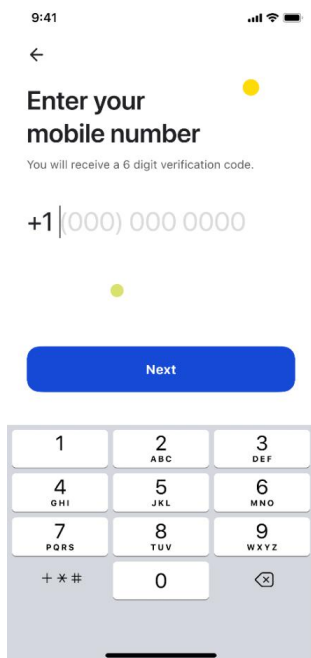 9:41
Enter your
mobile number
You will receive a 6 digit verification code.
+1 (000) 000 0000
Next
1
2
ABC
3
DEF
4
GHI
5
JKL
6
MNO
7
PQRS
8
TUV
9
WXYZ
+*#
0